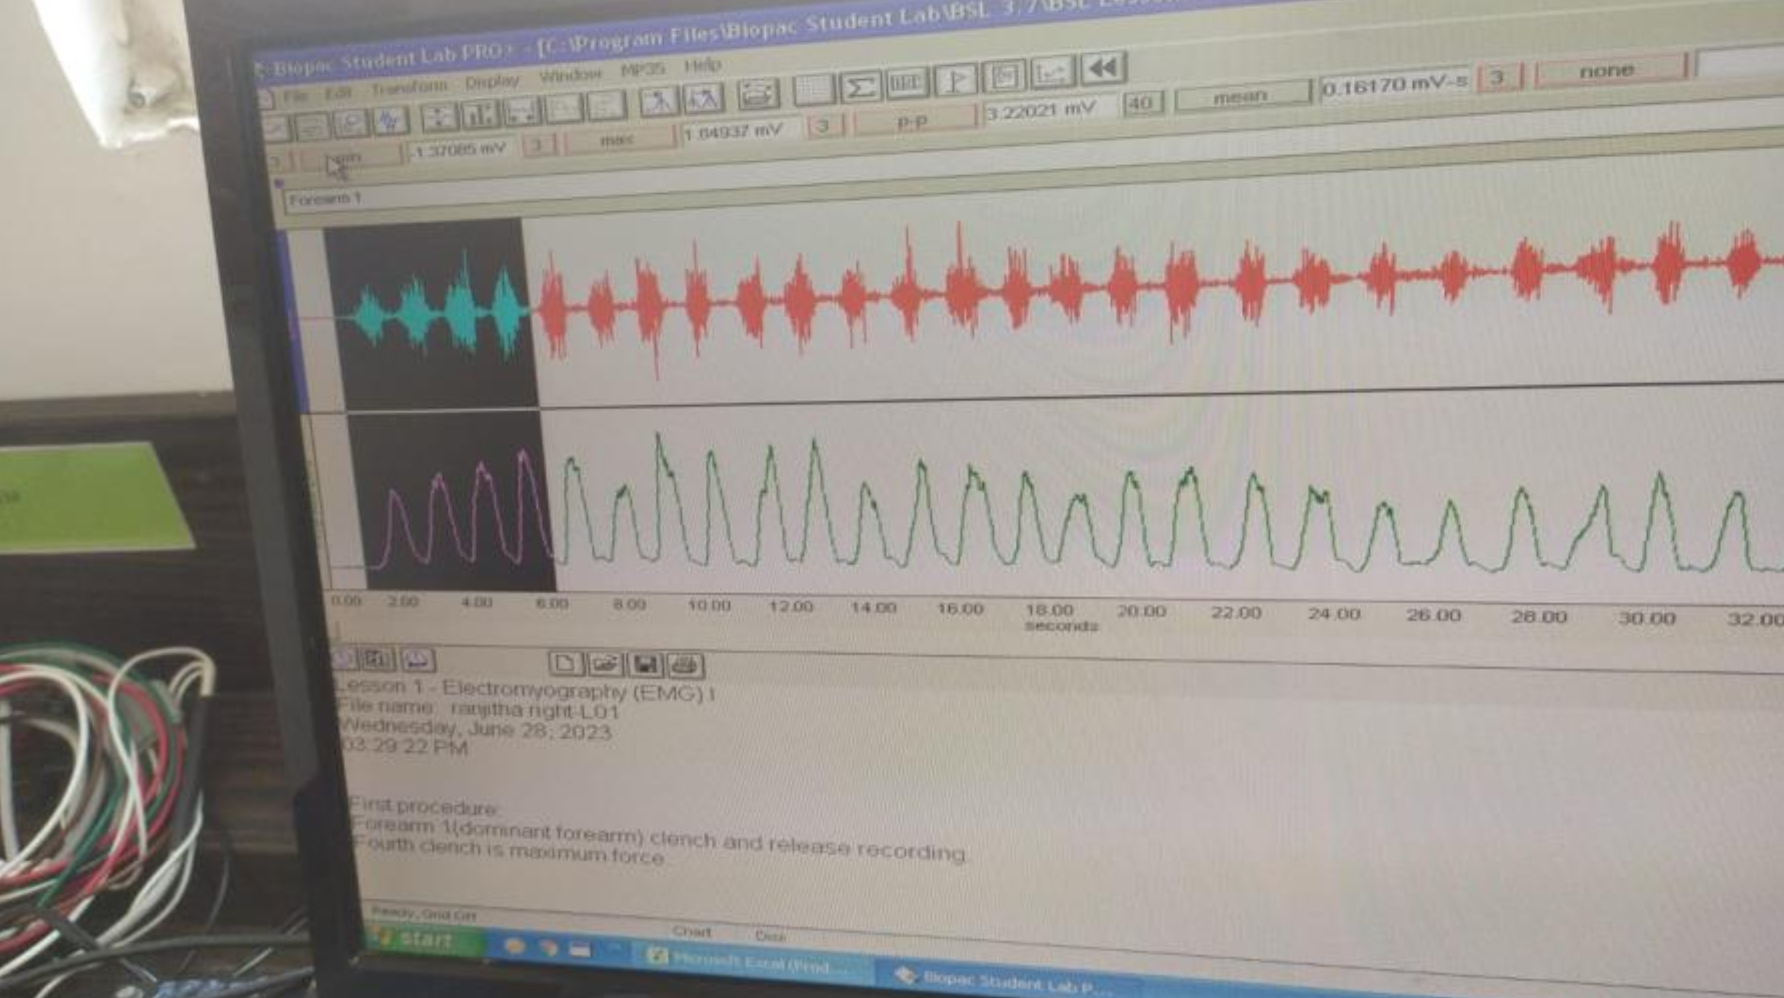 Biopac Student Lab PRO - [C:\Program Files\Biopac Student Lab\BSL 3.7\BSL
File Edit Transform Display Window MP35 Help
3 min -1.37085 mV 3 max 1.84937 mV 3 p-p 3.22021 mV 40 mean 0.16170 mV-s 3 none
Forearm 1
0.00 2.00 4.00 6.00 8.00 10.00 12.00 14.00 16.00 18.00 20.00 22.00 24.00 26.00 28.00 30.00 32.00
seconds
Lesson 1 - Electromyography (EMG) I
File name: ranjitha right-L01
Wednesday, June 28, 2023
03:29:22 PM
First procedure:
Forearm 1(dominant forearm) clench and release recording.
Fourth clench is maximum force
Ready, Grid Off
Chart Disk
start Microsoft Excel (Prod... Biopac Student Lab P...